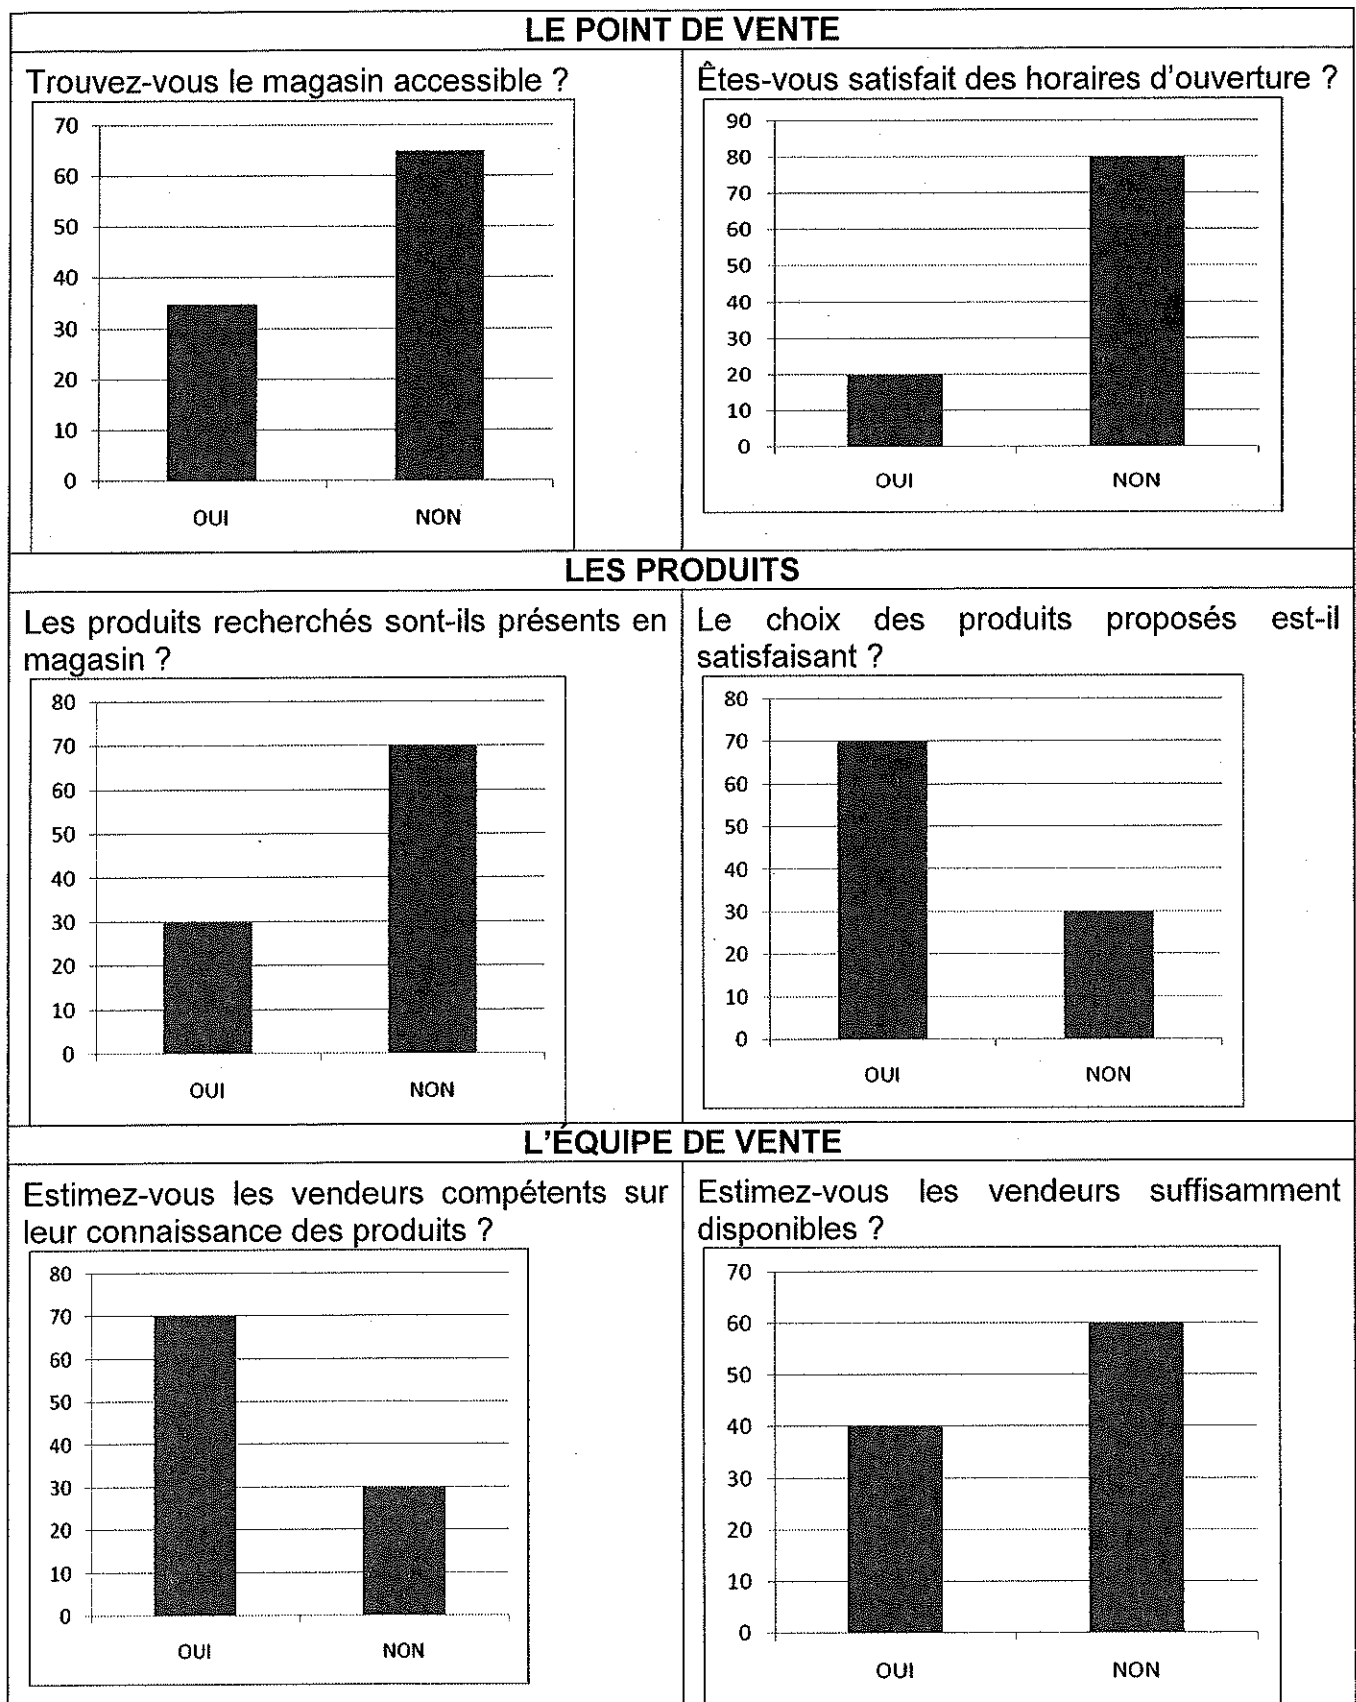 LE POINT DE VENTE
Trouvez-vous le magasin accessible ?
70
60
50
40
30
20
10
0
OUI NON
Êtes-vous satisfait des horaires d'ouverture ?
90
80
70
60
50
40
30
20
10
0
OUI NON
LES PRODUITS
Les produits recherchés sont-ils présents en
magasin ?
80
70
60
50
40
30
20
10
0
OUI NON
Le choix des produits proposés est-il
satisfaisant ?
80
70
60
50
40
30
20
10
0
OUI NON
L'ÉQUIPE DE VENTE
Estimez-vous les vendeurs compétents sur
leur connaissance des produits ?
80
70
60
50
40
30
20
10
0
OUI NON
Estimez-vous les vendeurs suffisamment
disponibles ?
70
60
50
40
30
20
10
0
OUI NON